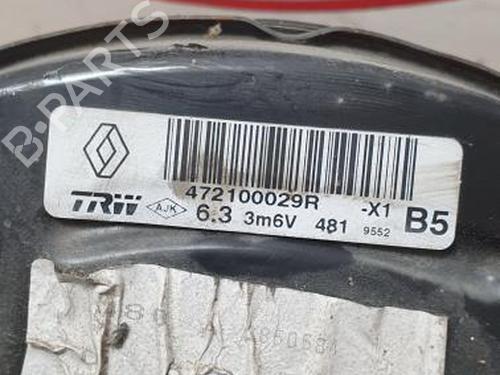 B-PARTS
472100029R -X1
TRW AJK 6.3 3m6V 481 9552 B5